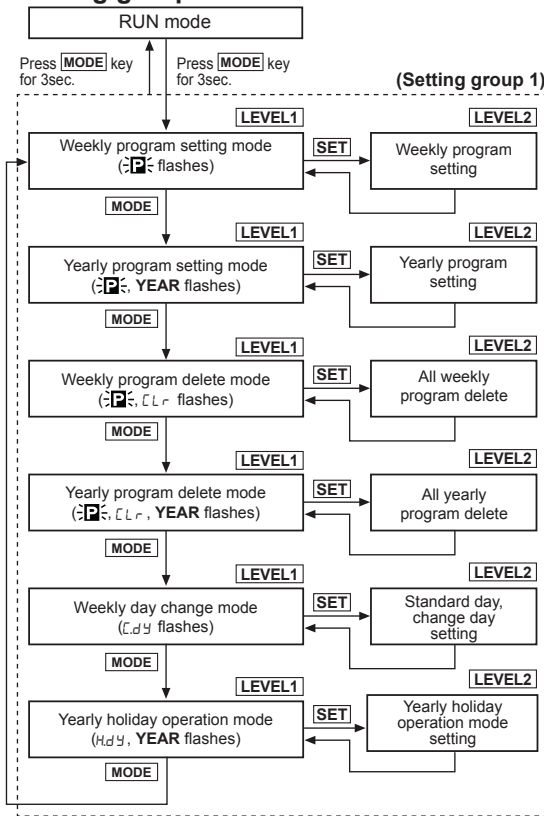 RUN mode
Press MODE key
for 3sec.
Press MODE key
for 3sec.
(Setting group 1)
LEVEL1
Weekly program setting mode
(P flashes)
SET
LEVEL2
Weekly program
setting
MODE
LEVEL1
Yearly program setting mode
(P, YEAR flashes)
SET
LEVEL2
Yearly program
setting
MODE
LEVEL1
Weekly program delete mode
(P, CLr flashes)
SET
LEVEL2
All weekly
program delete
MODE
LEVEL1
Yearly program delete mode
(P, CLr, YEAR flashes)
SET
LEVEL2
All yearly
program delete
MODE
LEVEL1
Weekly day change mode
(C.dY flashes)
SET
LEVEL2
Standard day,
change day
setting
MODE
LEVEL1
Yearly holiday operation mode
(H.dY, YEAR flashes)
SET
LEVEL2
Yearly holiday
operation mode
setting
MODE